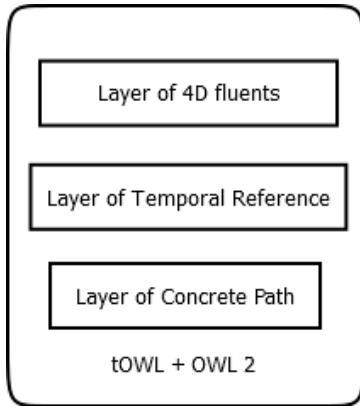 Layer of 4D fluents
Layer of Temporal Reference
Layer of Concrete Path
tOWL + OWL 2